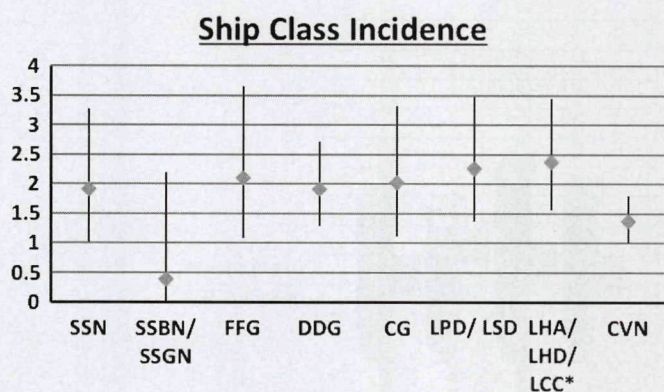 Ship Class Incidence
4
3.5
3
2.5
2
1.5
1
0.5
0
SSN SSBN/ FFG DDG CG LPD/ LSD LHA/ CVN
SSGN LHD/
LCC*